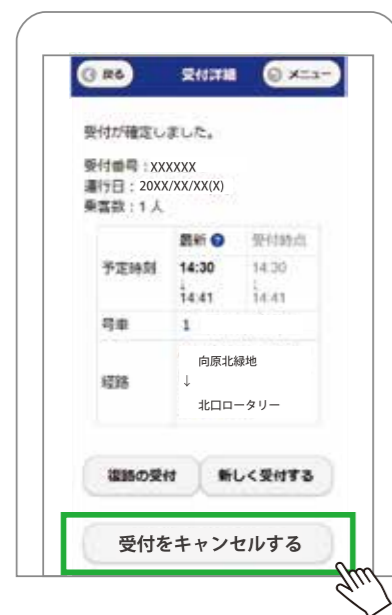 戻る 受付詳細 メニュー
受付が確定しました。
受付番号：XXXXXX
運行日：20XX/XX/XX(X)
乗客数：1 人
最新 ? 受付時点
予定時刻 14:30 14:30
↓ ↓
14:41 14:41
号車 1
向原北緑地
経路 ↓
北口ロータリー
復路の受付 新しく受付する
受付をキャンセルする